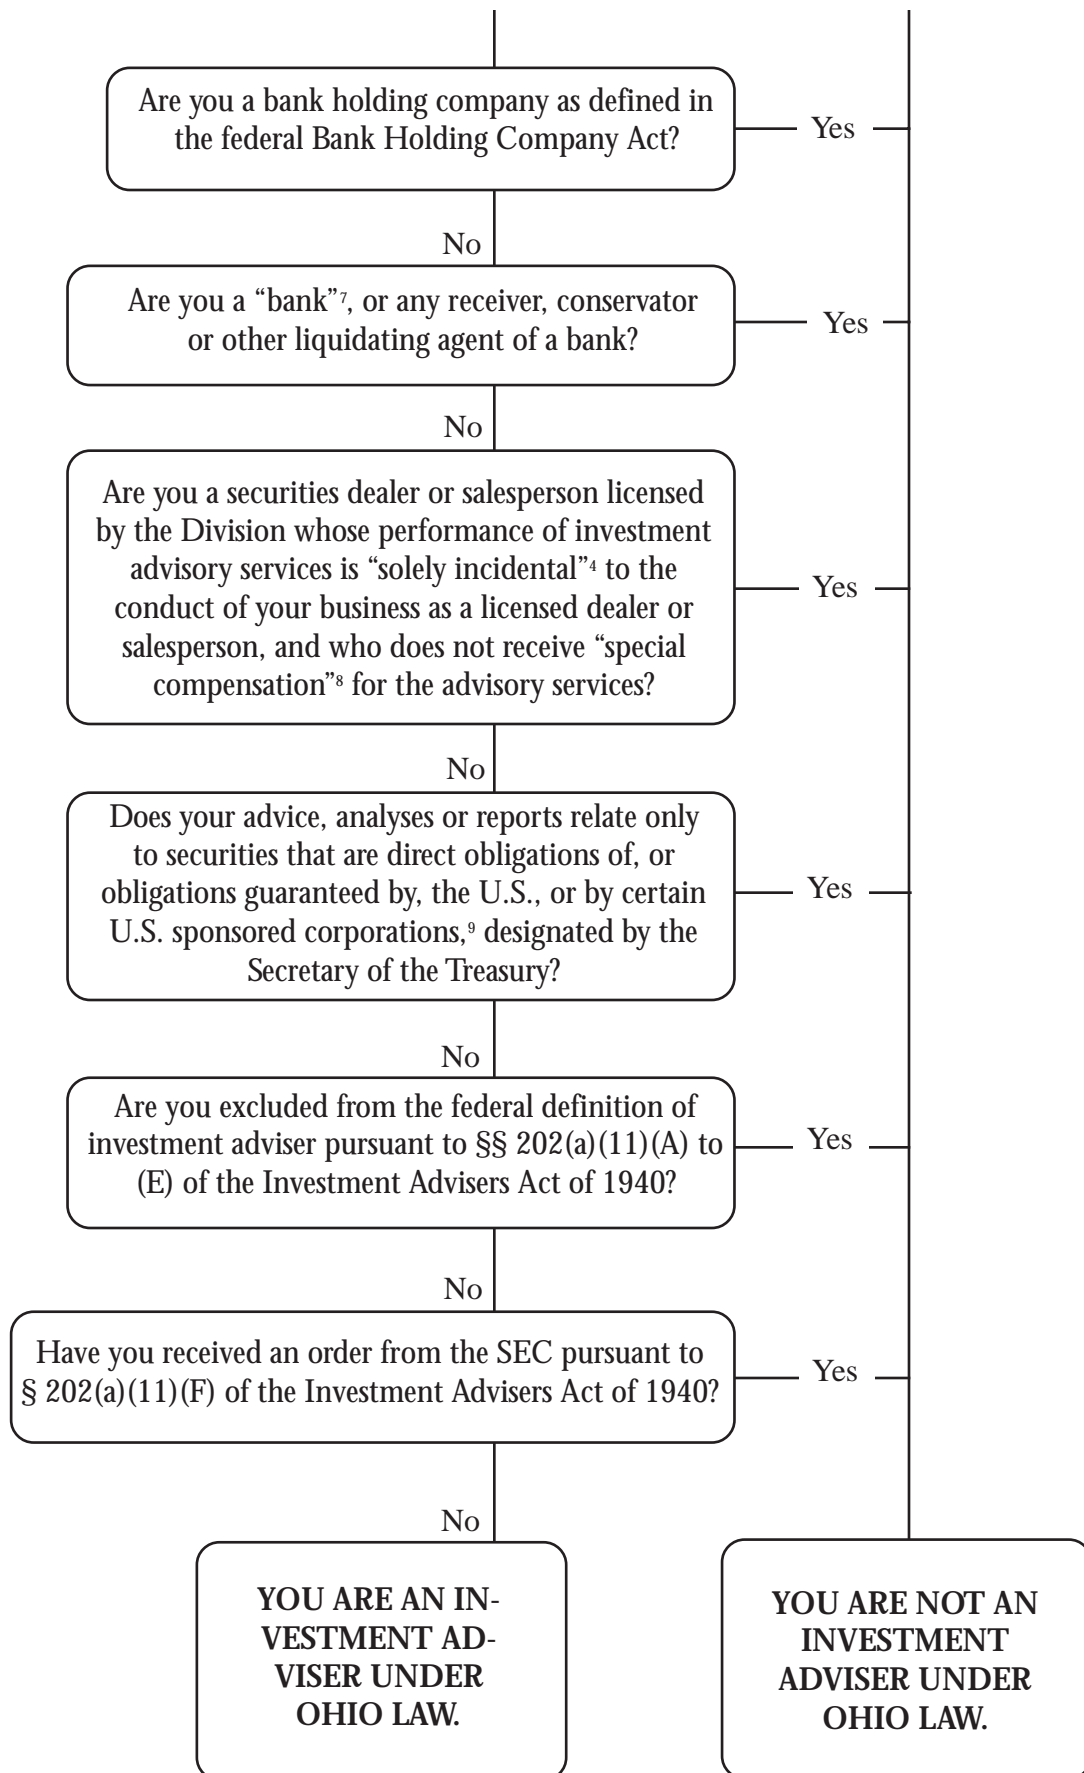 Are you a bank holding company as defined in
the federal Bank Holding Company Act?
Yes
No
Are you a “bank”⁷, or any receiver, conservator
or other liquidating agent of a bank?
Yes
No
Are you a securities dealer or salesperson licensed
by the Division whose performance of investment
advisory services is “solely incidental”⁴ to the
conduct of your business as a licensed dealer or
salesperson, and who does not receive “special
compensation”⁸ for the advisory services?
Yes
No
Does your advice, analyses or reports relate only
to securities that are direct obligations of, or
obligations guaranteed by, the U.S., or by certain
U.S. sponsored corporations,⁹ designated by the
Secretary of the Treasury?
Yes
No
Are you excluded from the federal definition of
investment adviser pursuant to §§ 202(a)(11)(A) to
(E) of the Investment Advisers Act of 1940?
Yes
No
Have you received an order from the SEC pursuant to
§ 202(a)(11)(F) of the Investment Advisers Act of 1940?
Yes
No
YOU ARE AN IN-
VESTMENT AD-
VISER UNDER
OHIO LAW.
YOU ARE NOT AN
INVESTMENT
ADVISER UNDER
OHIO LAW.